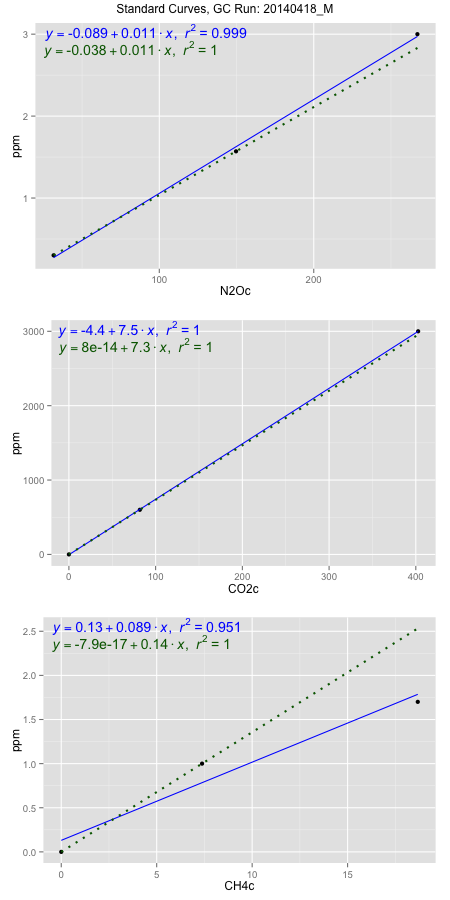 Standard Curves, GC Run: 20140418_M
y = -0.089 + 0.011 · x, r² = 0.999
y = -0.038 + 0.011 · x, r² = 1
3
2
1
ppm
100 200
N2Oc
y = -4.4 + 7.5 · x, r² = 1
y = 8e-14 + 7.3 · x, r² = 1
3000
2000
1000
0
ppm
0 100 200 300 400
CO2c
y = 0.13 + 0.089 · x, r² = 0.951
y = -7.9e-17 + 0.14 · x, r² = 1
2.5
2.0
1.5
1.0
0.5
0.0
ppm
0 5 10 15
CH4c